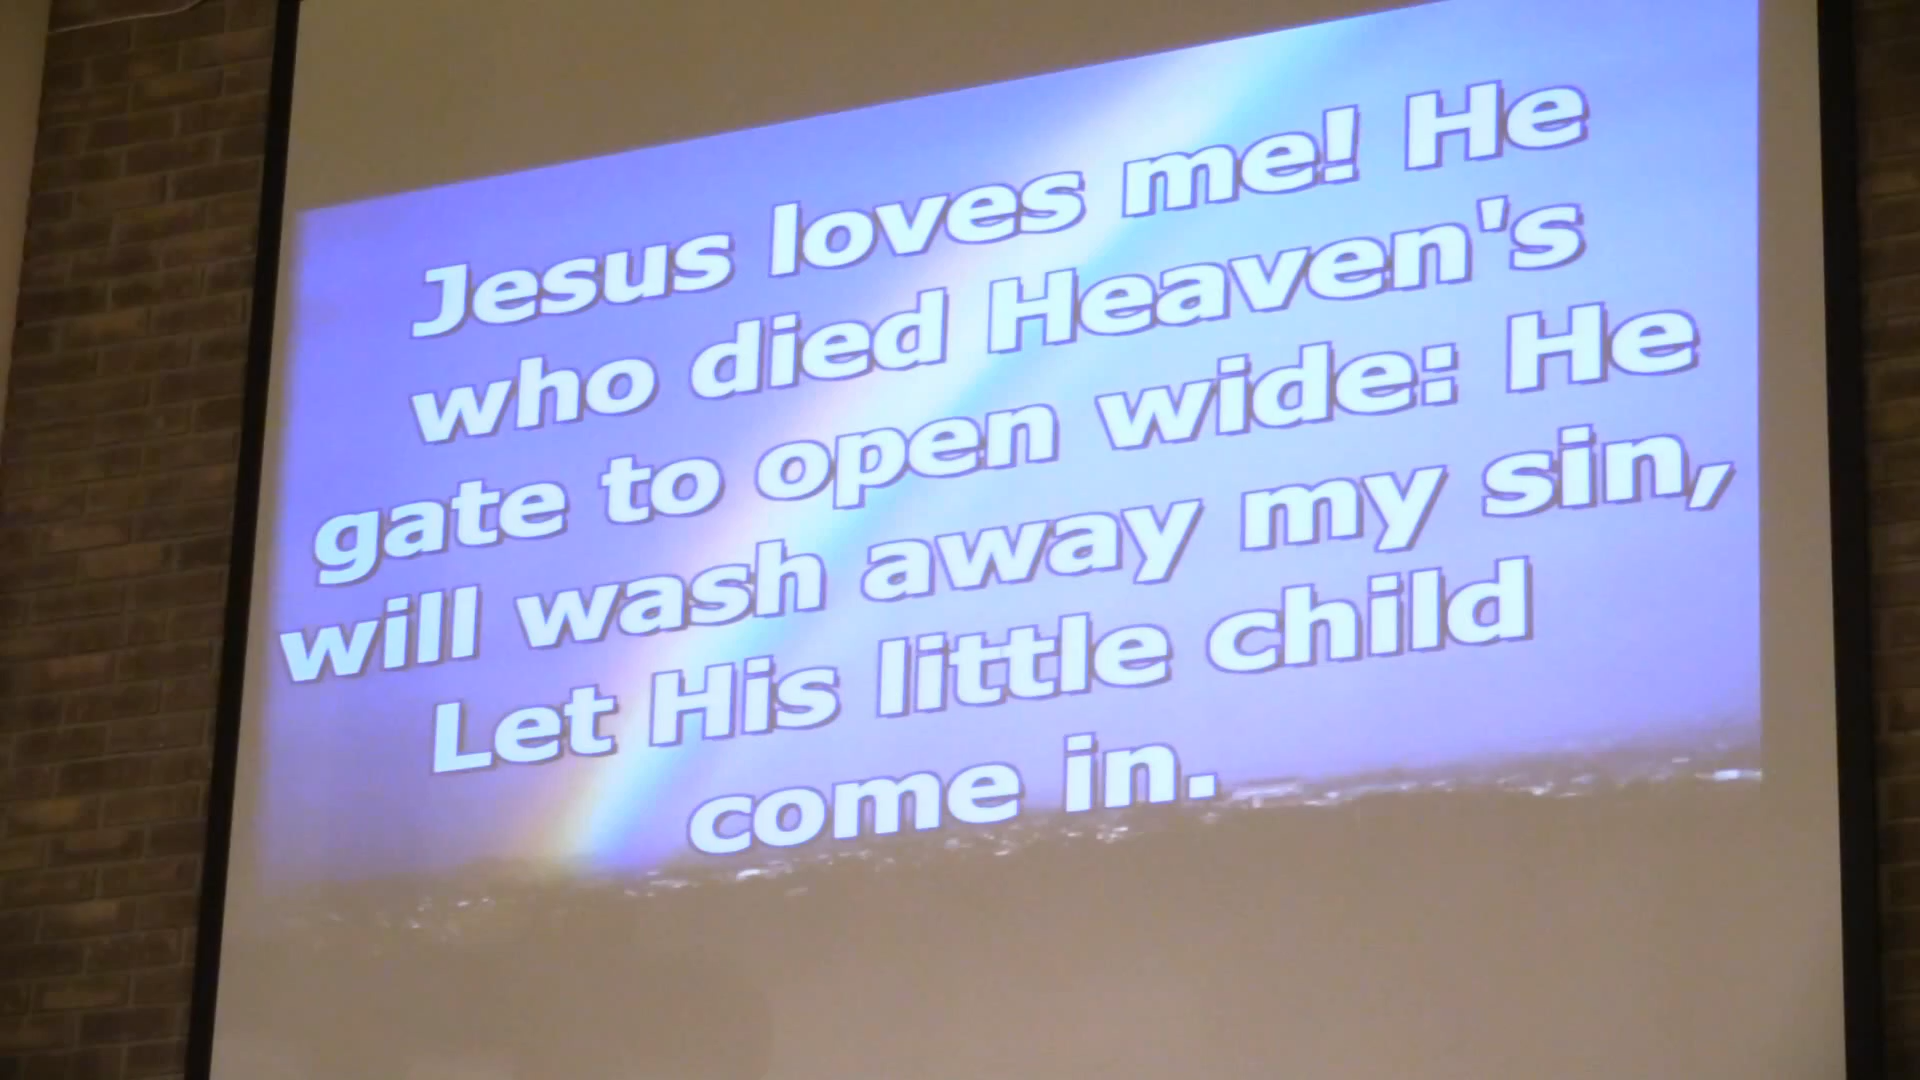 Jesus loves me! He
who died Heaven's
gate to open wide: He
will wash away my sin,
Let His little child
come in.